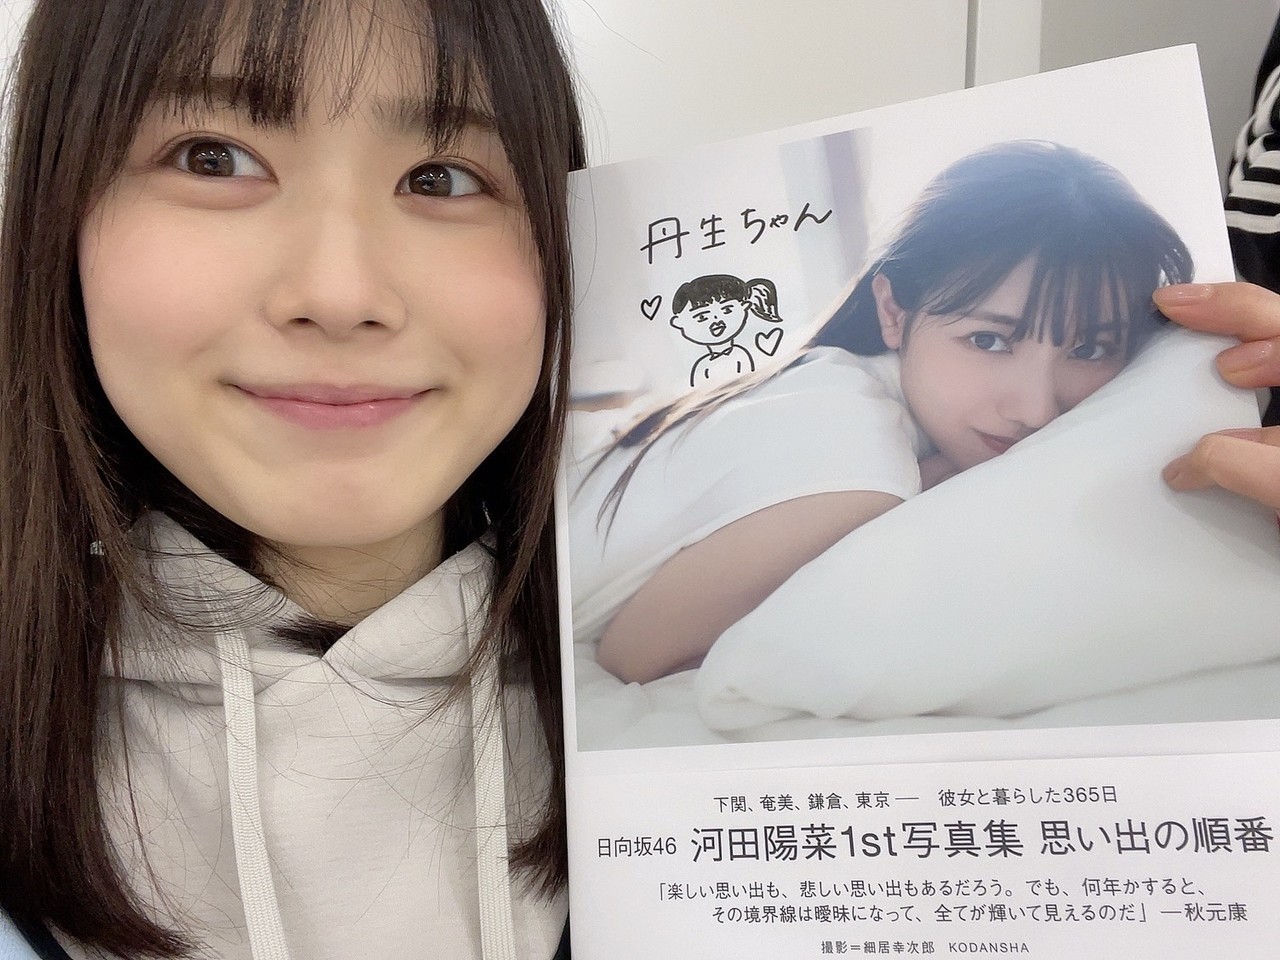 丹生ちゃん
下関、奄美、鎌倉、東京— 彼女と暮らした365日
日向坂46 河田陽菜1st写真集 思い出の順番
「楽しい思い出も、悲しい思い出もあるだろう。でも、何年かすると、
その境界線は曖昧になって、全てが輝いて見えるのだ」—秋元康
撮影=細居幸次郎 KODANSHA